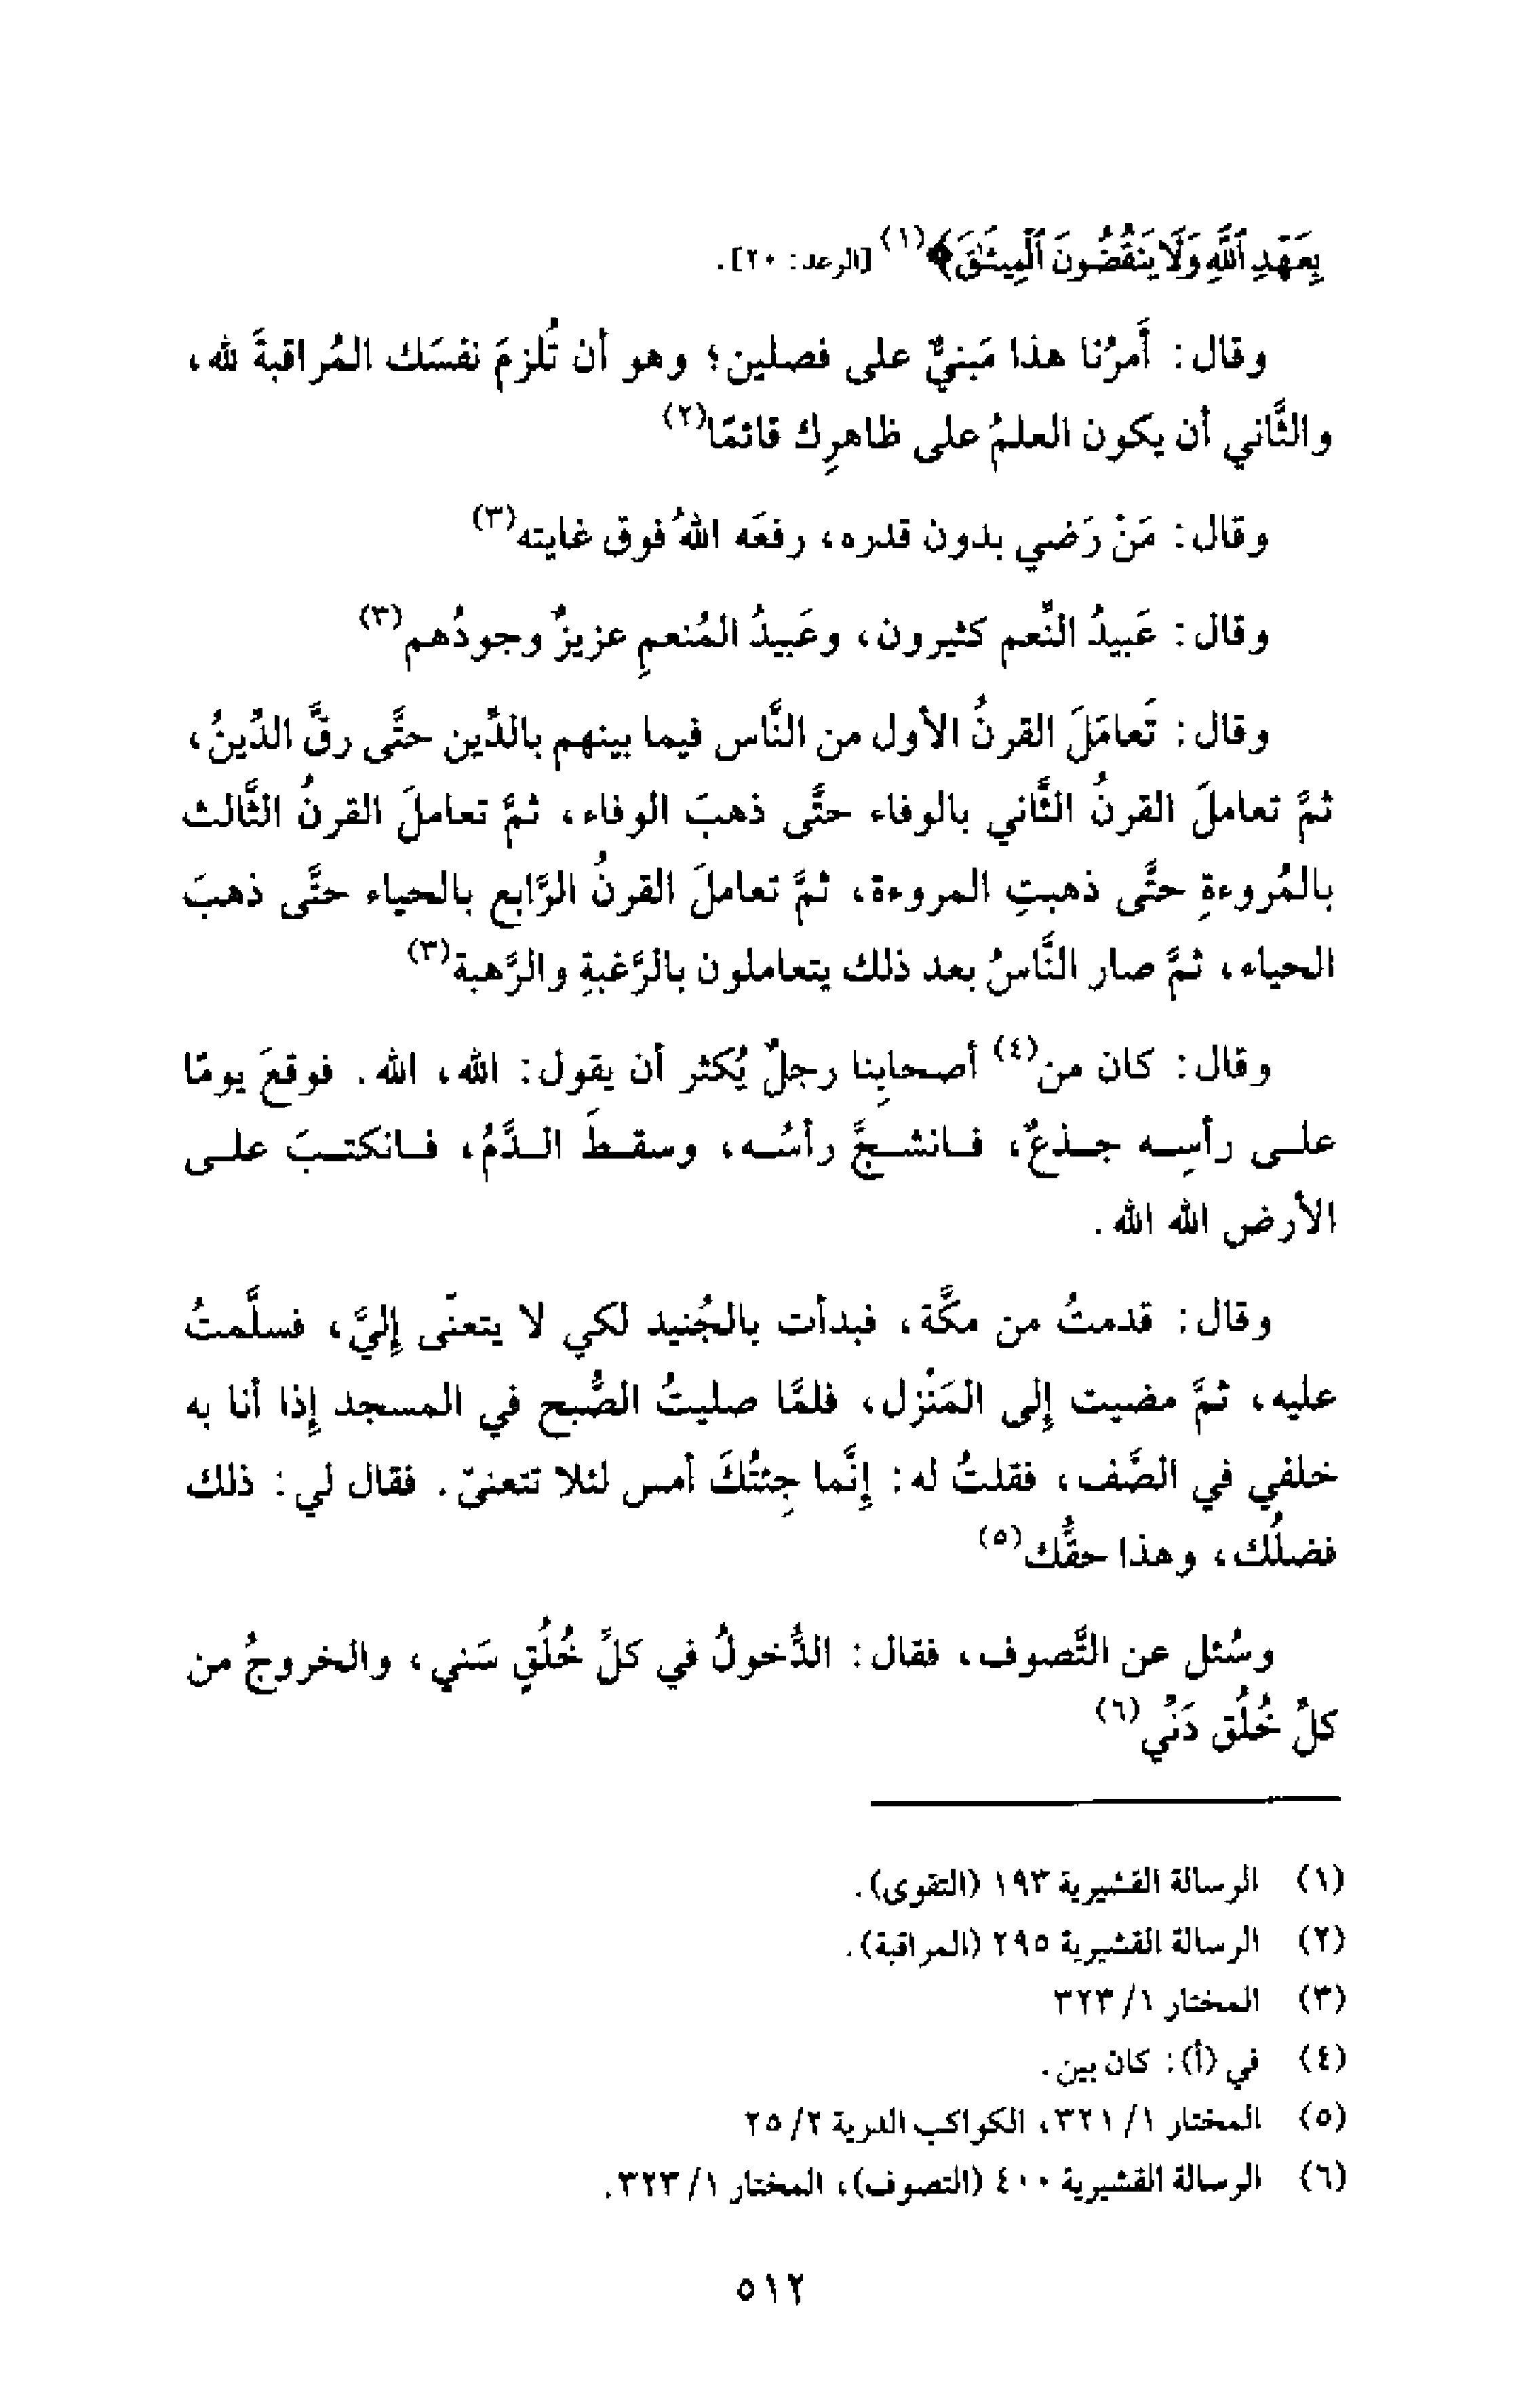 بِعَهْدِ ٱللَّهِ وَلَا يَنقُضُونَ ٱلْمِيثَٰقَ﴾(١) [الرعد: ٢٠].
وقال: أَمرُنا هذا مَبنيٌّ على فصلين؛ وهو أن تُلزمَ نفسَك المُراقبةَ لله،
والثَّاني أن يكون العلمُ على ظاهرِك قائمًا(٢)
وقال: مَنْ رَضي بدون قدره، رفعَه اللهُ فوق غايته(٣)
وقال: عَبيدُ النِّعم كثيرون، وعَبيدُ المُنعمِ عزيزٌ وجودُهم(٣)
وقال: تَعامَلَ القرنُ الأول من النَّاس فيما بينهم بالدِّين حتَّى رقَّ الدِّينُ،
ثمَّ تعاملَ القرنُ الثَّاني بالوفاء حتَّى ذهبَ الوفاء، ثمَّ تعاملَ القرنُ الثَّالث
بالمُروءةِ حتَّى ذهبتِ المروءة، ثمَّ تعاملَ القرنُ الرَّابع بالحياء حتَّى ذهبَ
الحياء، ثمَّ صار النَّاسُ بعد ذلك يتعاملون بالرَّغبةِ والرَّهبة(٣)
وقال: كان من(٤) أصحابِنا رجلٌ يُكثر أن يقول: الله، الله. فوقعَ يومًا
على رأسِه جذعٌ، فانشجَّ رأسُه، وسقطَ الدَّمُ، فانكتبَ على
الأرض الله الله.
وقال: قدمتُ من مكَّة، فبدأت بالجُنيد لكي لا يتعنَّى إليَّ، فسلَّمتُ
عليه، ثمَّ مضيت إلى المَنْزل، فلمَّا صليتُ الصُّبح في المسجد إذا أنا به
خلفي في الصَّف، فقلتُ له: إنَّما جِئتُكَ أمس لئلا تتعنىّ. فقال لي: ذلك
فضلُك، وهذا حقُّك(٥)
وسُئل عن التَّصوف، فقال: الدُّخولُ في كلِّ خُلُقٍ سَني، والخروجُ من
كلِّ خُلُق دَنْي(٦)
(١) الرسالة القشيرية ١٩٣ (التقوى).
(٢) الرسالة القشيرية ٢٩٥ (المراقبة).
(٣) المختار ١/ ٣٢٣
(٤) في (أ): كان بين.
(٥) المختار ١/ ٣٢١، الكواكب الدرية ٢/ ٢٥
(٦) الرسالة القشيرية ٤٠٠ (التصوف)، المختار ١/ ٣٢٣.
٥١٢